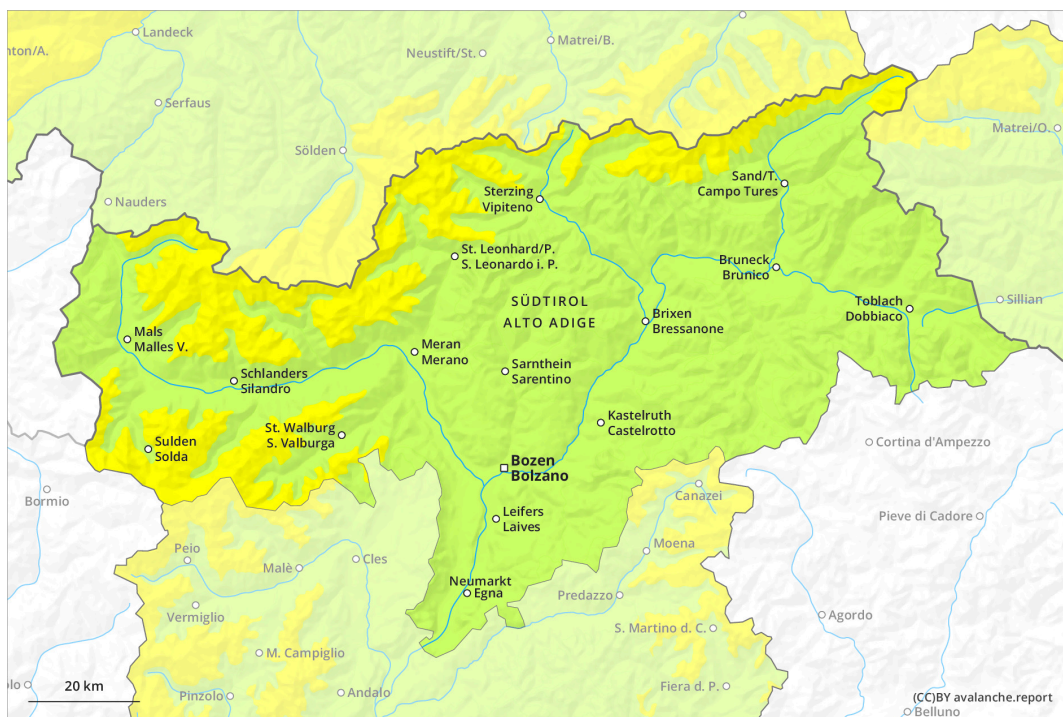 Landeck
nton/A.
Neustift/St.
Matrei/B.
Serfaus
Matrei/O.
Sölden
Sand/T.
Campo Tures
Sterzing
Vipiteno
Nauders
St. Leonhard/P.
S. Leonardo i. P.
Bruneck
Brunico
SÜDTIROL
ALTO ADIGE
Toblach
Dobbiaco
Sillian
Brixen
Bressanone
Mals
Malles V.
Meran
Merano
Sarnthein
Sarentino
Schlanders
Silandro
Kastelruth
Castelrotto
St. Walburg
S. Valburga
Sulden
Solda
Cortina d'Ampezzo
Bozen
Bolzano
Bormio
Canazei
Leifers
Laives
Pieve di Cadore
Peio
Moena
Malè
Cles
Neumarkt
Egna
Predazzo
Vermiglio
Agordo
S. Martino d. C.
M. Campiglio
olo
20 km
Pinzolo
Andalo
Fiera d. P.
(CC)BY avalanche.report
Belluno